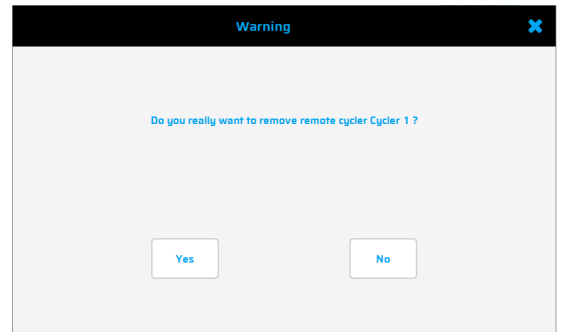 Warning
Do you really want to remove remote cycler Cycler 1 ?
Yes
No